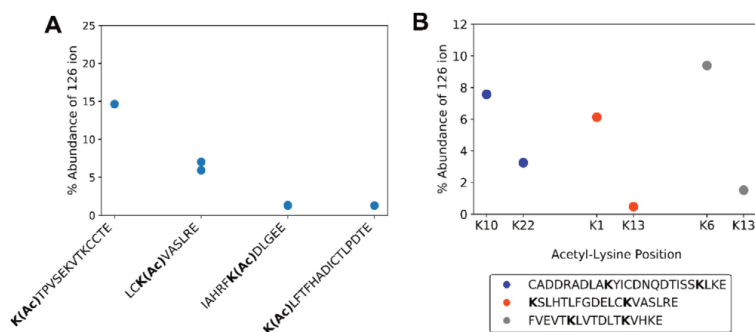 A
% Abundance of 126 ion
25
20
15
10
5
0
K(Ac)TPVSEKVTKCCTE
LCK(Ac)VASLRE
IAHRFK(Ac)DLGEE
K(Ac)LFTFHADICTLPDTE
B
% Abundance of 126 ion
12
10
8
6
4
2
0
K10 K22 K1 K13 K6 K13
Acetyl-Lysine Position
CADDRADLAKYICDNQDTISSKLKE
KSLHTLFGDELCKVASLRE
FVEVTKLVTDLTKVHKE